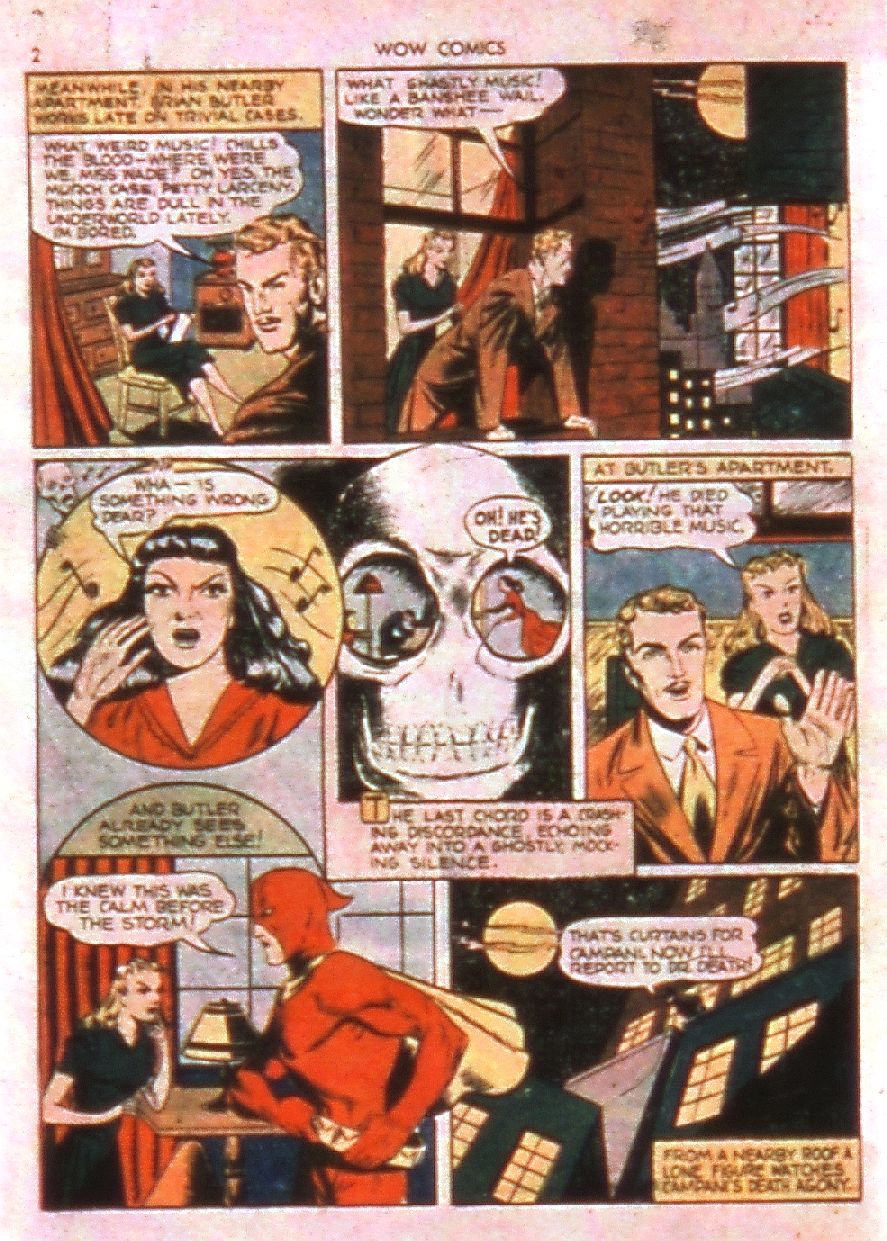 2
WOW COMICS
MEANWHILE, IN HIS NEARBY
APARTMENT, BRIAN BUTLER
WORKS LATE ON TRIVIAL CASES.
WHAT WEIRD MUSIC! CHILLS
THE BLOOD—WHERE WERE
WE, MISS WADE? OH YES, THE
MURCH CASE, PETTY LARCENY.
THINGS ARE DULL IN THE
UNDERWORLD LATELY.
I'M BORED.
WHAT GHASTLY MUSIC!
LIKE A BANSHEE WAIL.
WONDER WHAT—
WHA— IS
SOMETHING WRONG
DEAR?
OH! HE'S
DEAD!
THE LAST CHORD IS A CRASH-
ING DISCORDANCE, ECHOING
AWAY INTO A GHOSTLY, MOCK-
ING SILENCE.
AT BUTLER'S APARTMENT.
LOOK! HE DIED
PLAYING THAT
HORRIBLE MUSIC.
AND BUTLER
ALREADY SEES
SOMETHING ELSE!
I KNEW THIS WAS
THE CALM BEFORE
THE STORM!
THAT'S CURTAINS FOR
CAMPANI. NOW I'LL
REPORT TO DR. DEATH!
FROM A NEARBY ROOF A
LONE FIGURE WATCHES
CAMPANI'S DEATH AGONY.